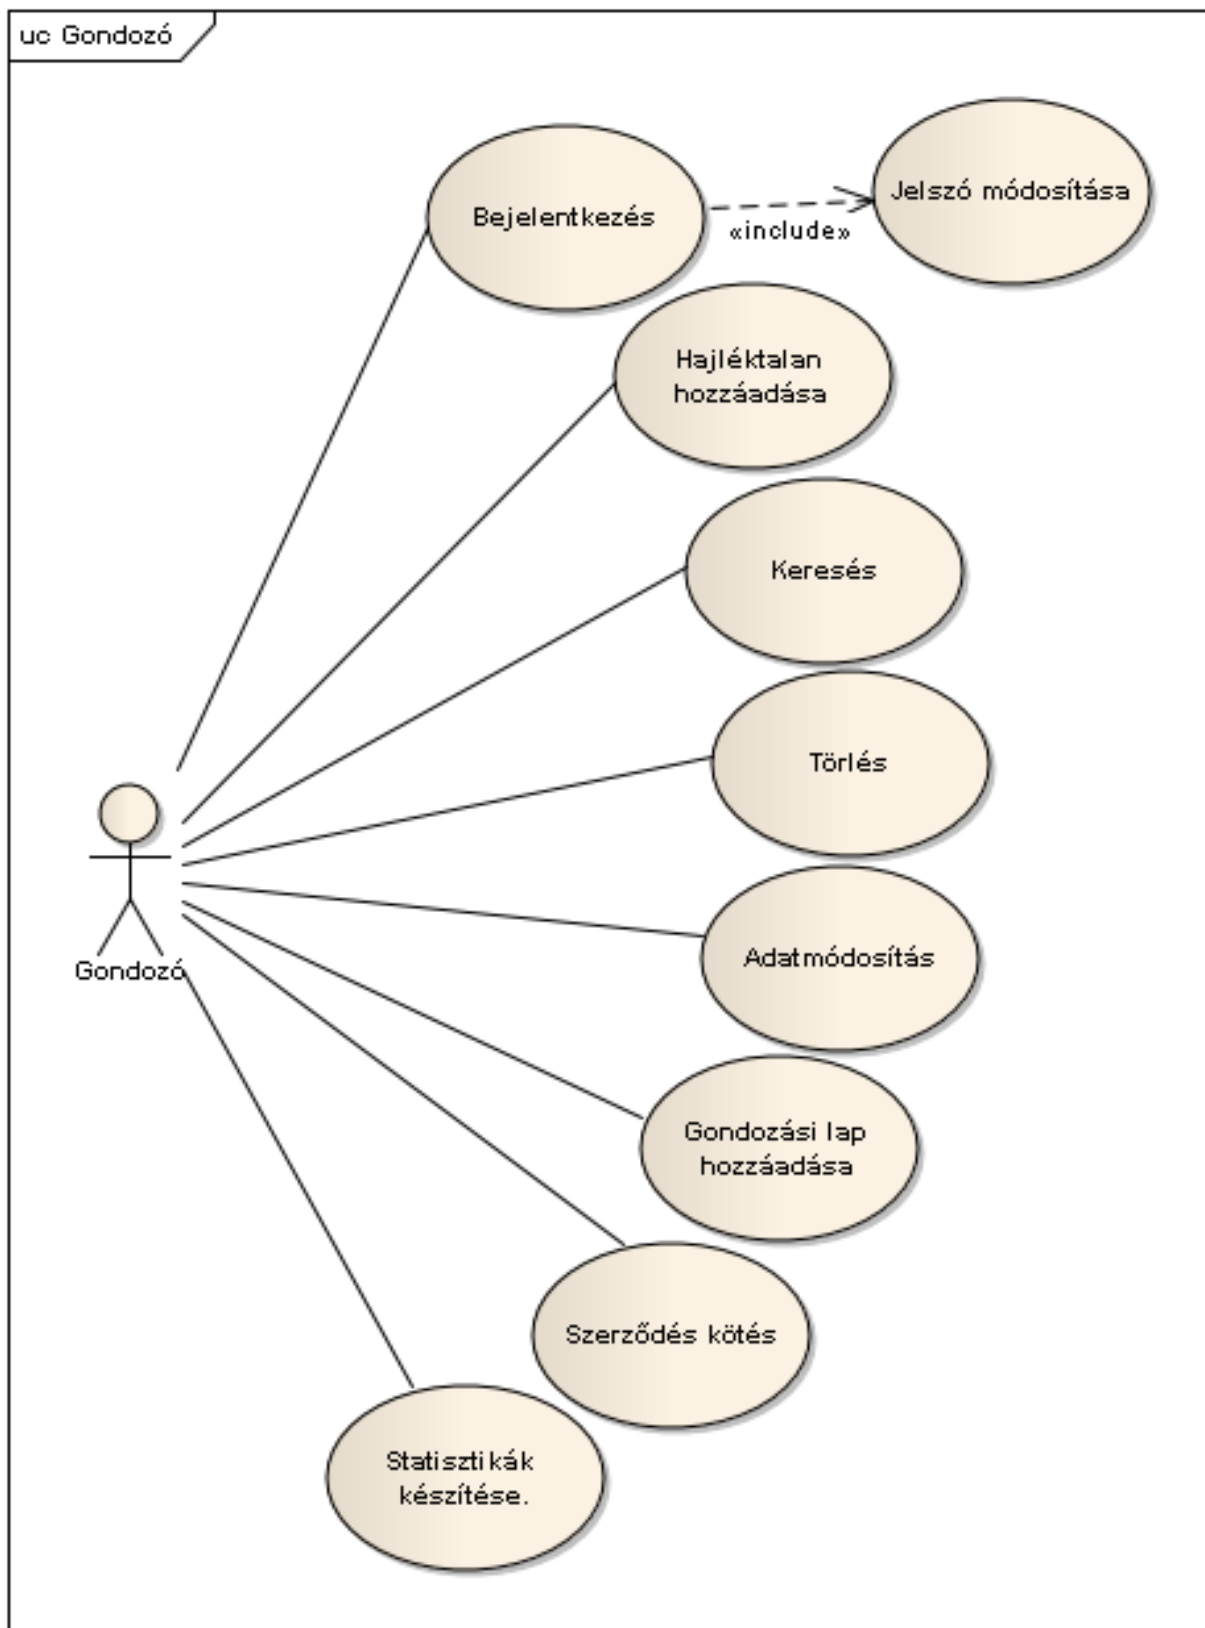 uc Gondozó
Bejelentkezés
«include»
Jelszó módosítása
Hajléktalan
hozzáadása
Keresés
Törlés
Gondozó
Adatmódosítás
Gondozási lap
hozzáadása
Szerződés kötés
Statisztikák
készítése.